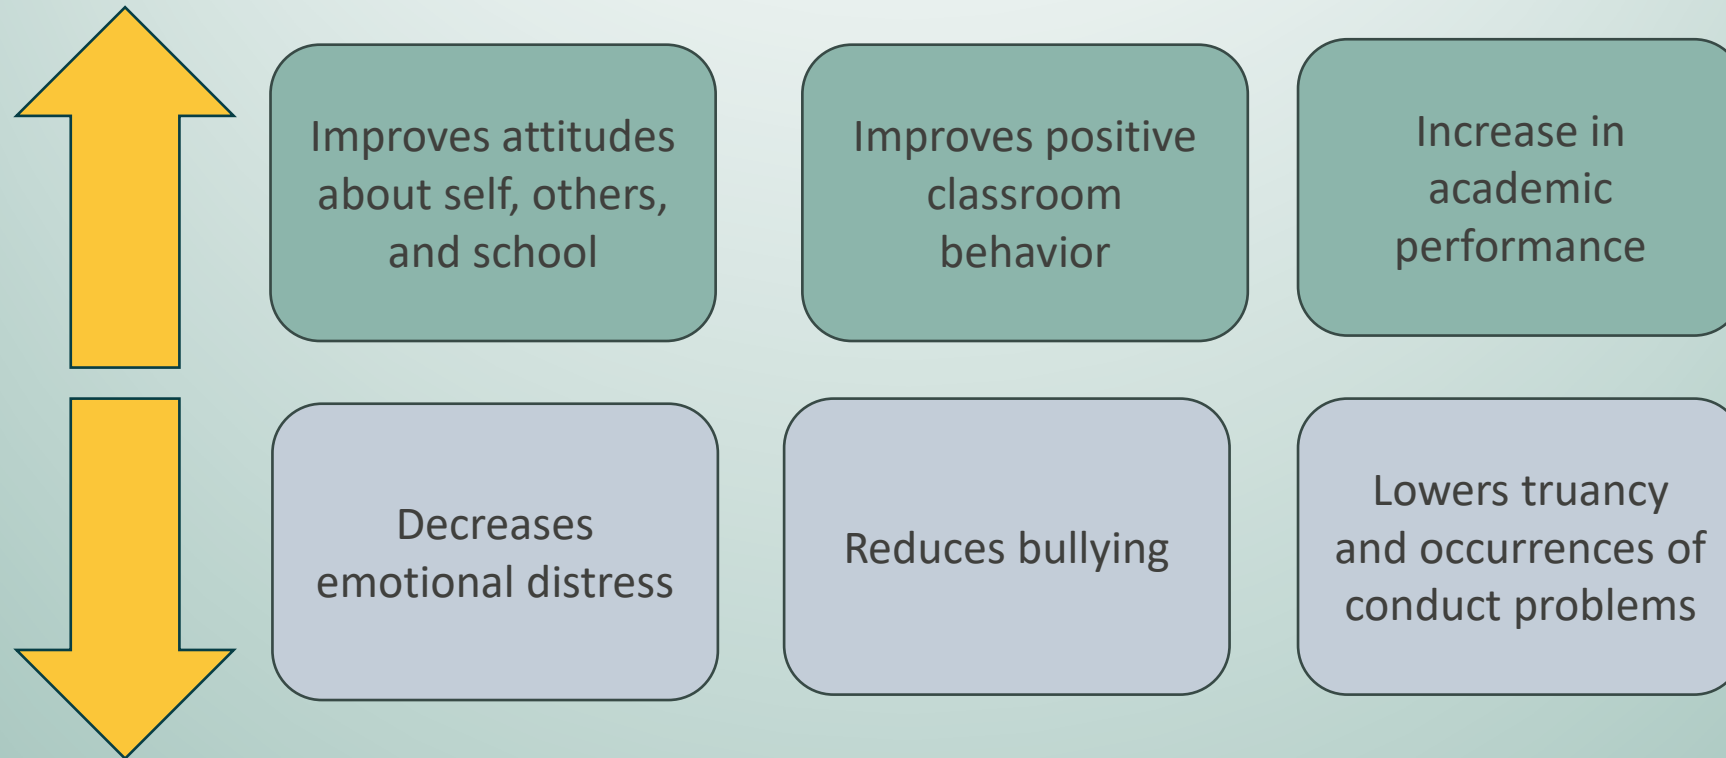 Improves attitudes
about self, others,
and school
Improves positive
classroom
behavior
Increase in
academic
performance
Decreases
emotional distress
Reduces bullying
Lowers truancy
and occurrences of
conduct problems